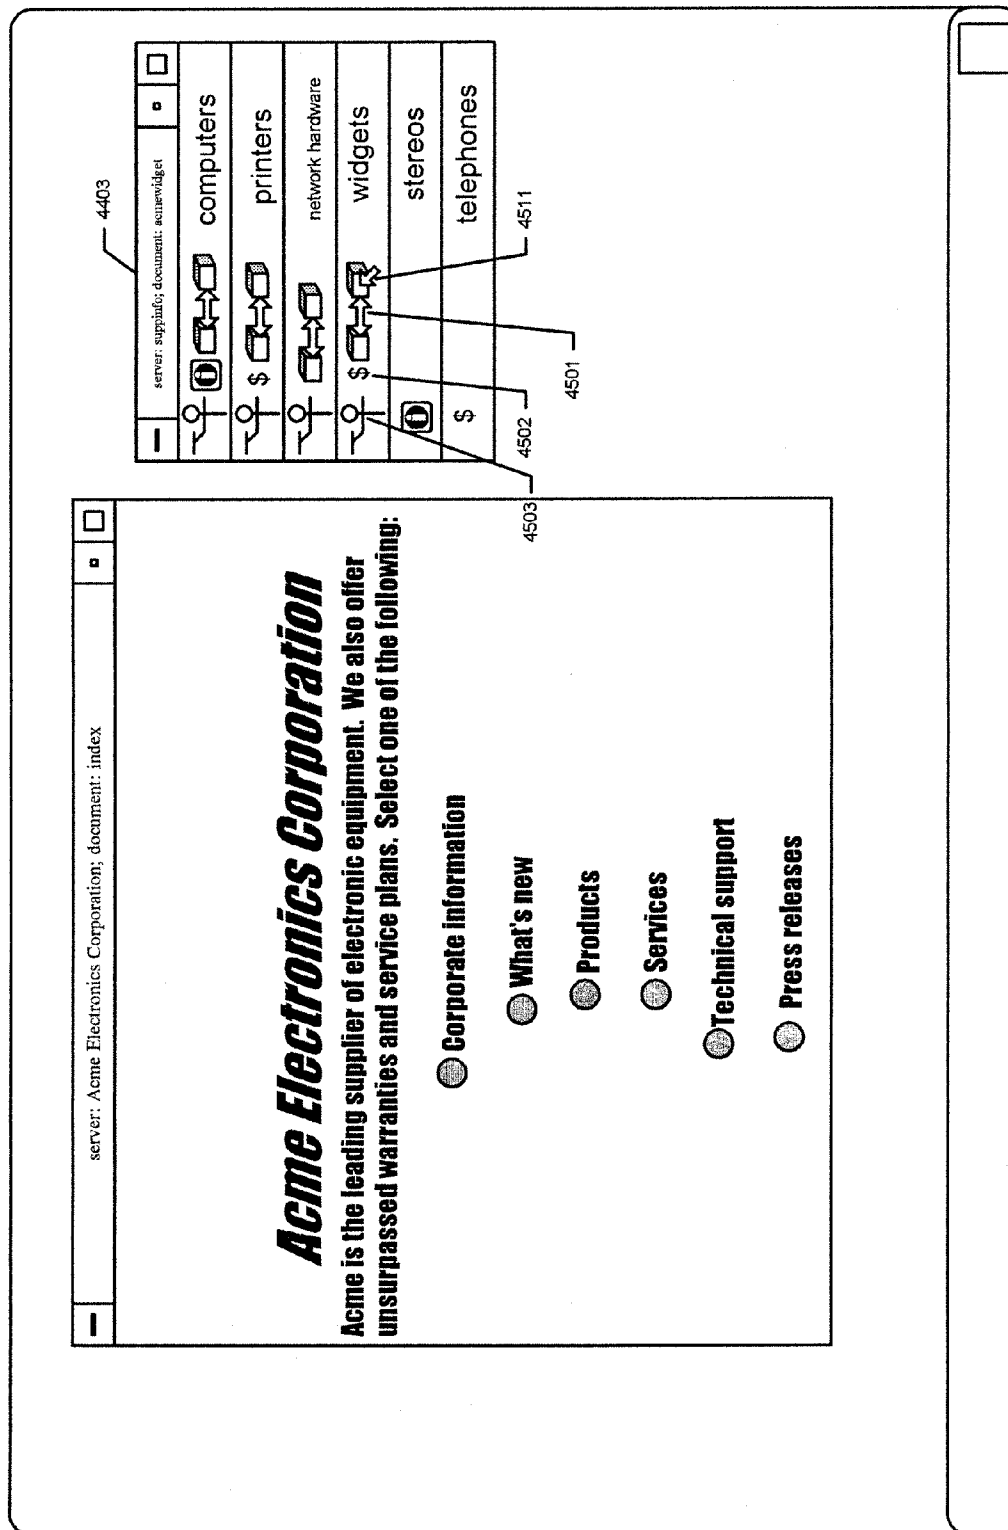 server: Acme Electronics Corporation; document: index
Acme Electronics Corporation
Acme is the leading supplier of electronic equipment. We also offer
unsurpassed warranties and service plans. Select one of the following:
Corporate information
What's new
Products
Services
Technical support
Press releases
4403
server: suppinfo; document: acmewidget
computers
$ printers
network hardware
$ widgets
stereos
$ telephones
4503
4502
4501
4511